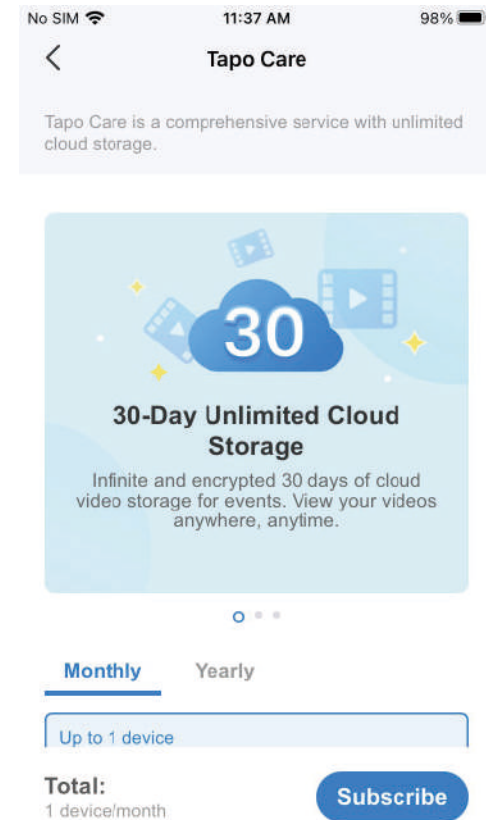 No SIM 11:37 AM 98%
Tapo Care
Tapo Care is a comprehensive service with unlimited
cloud storage.
30
30-Day Unlimited Cloud
Storage
Infinite and encrypted 30 days of cloud
video storage for events. View your videos
anywhere, anytime.
Monthly Yearly
Up to 1 device
Total:
1 device/month
Subscribe